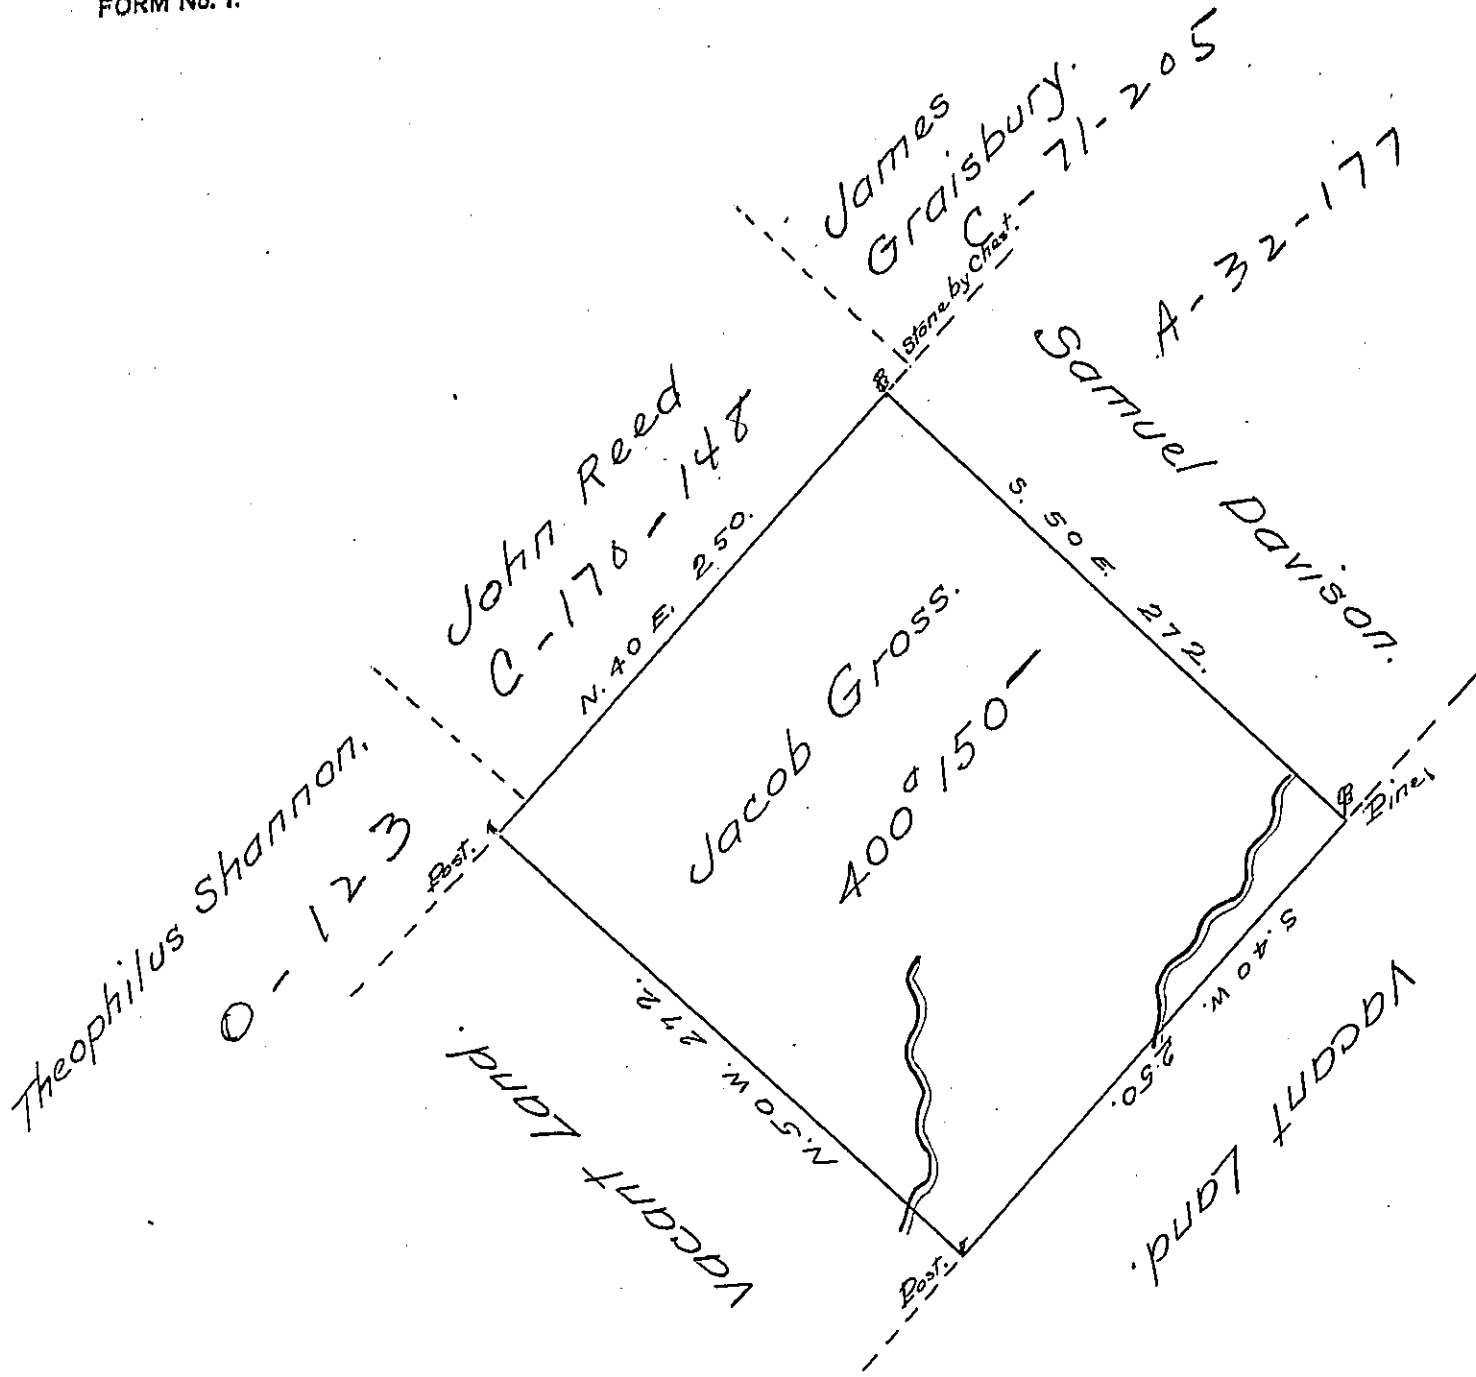 FORM No. 1.
James
Graisbury.
C-71-205
Stone by Chest.
A-32-177
Samuel Davison.
John Reed
C-170-148
N. 40 E. 250.
S. 50 E. 272.
Jacob Gross.
400ª 150
Theophilus Shannon.
O-123
Post.
Pine
S. 40 W.
250.
N. 50 W. 272.
Vacant Land.
Vacant Land.
Post.